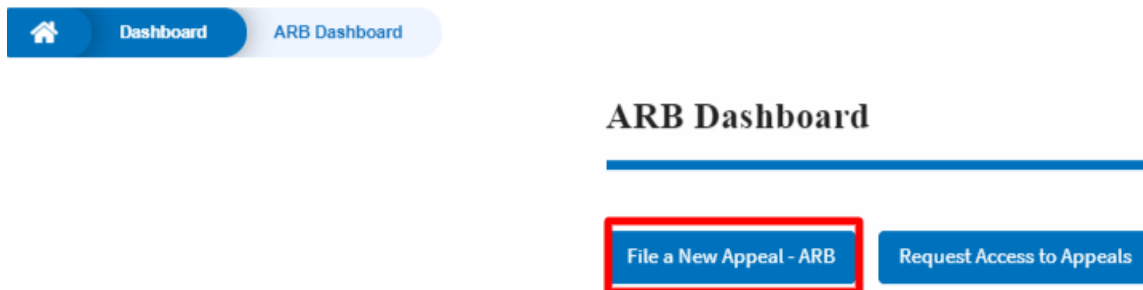 Dashboard ARB Dashboard
ARB Dashboard
File a New Appeal - ARB Request Access to Appeals